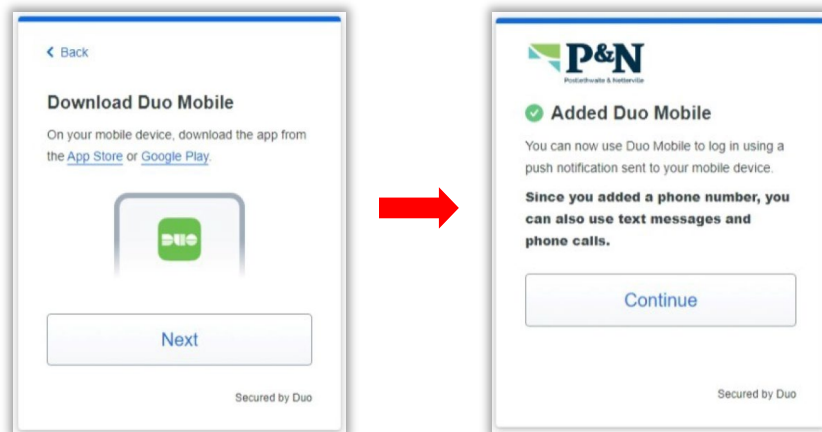 Back
Download Duo Mobile
On your mobile device, download the app from
the App Store or Google Play.
DUO
Next
Secured by Duo
P&N
Postlethwaite & Netterville
Added Duo Mobile
You can now use Duo Mobile to log in using a
push notification sent to your mobile device.
Since you added a phone number, you
can also use text messages and
phone calls.
Continue
Secured by Duo